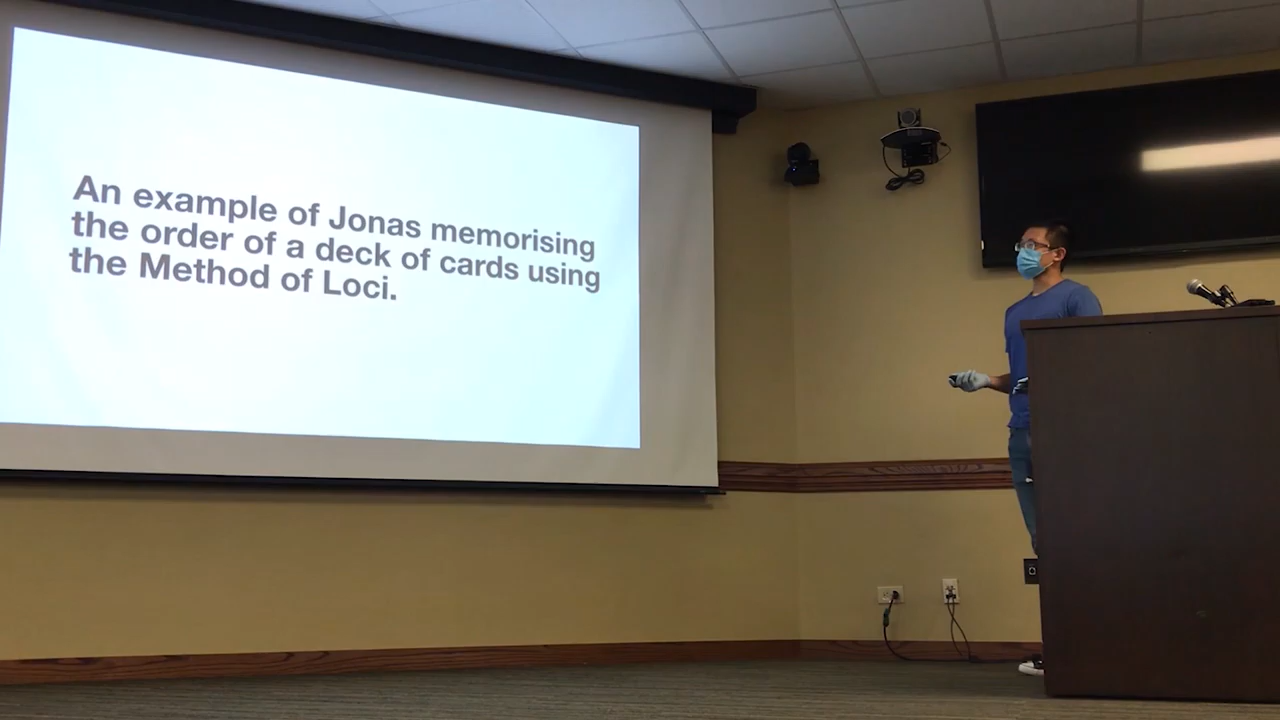 An example of Jonas memorising
the order of a deck of cards using
the Method of Loci.